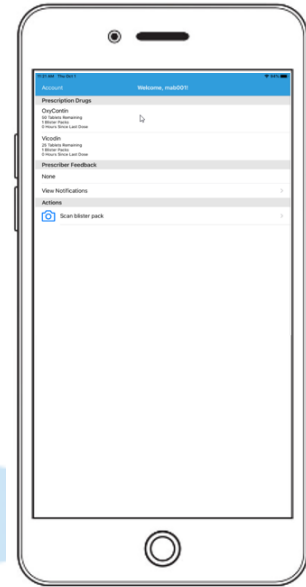 Account
Welcome, mab001!
Prescription Drugs
OxyContin
50 Tablets Remaining
1 Blister Packs
0 Hours Since Last Dose
Vicodin
25 Tablets Remaining
1 Blister Packs
0 Hours Since Last Dose
Prescriber Feedback
None
View Notifications
Actions
Scan blister pack